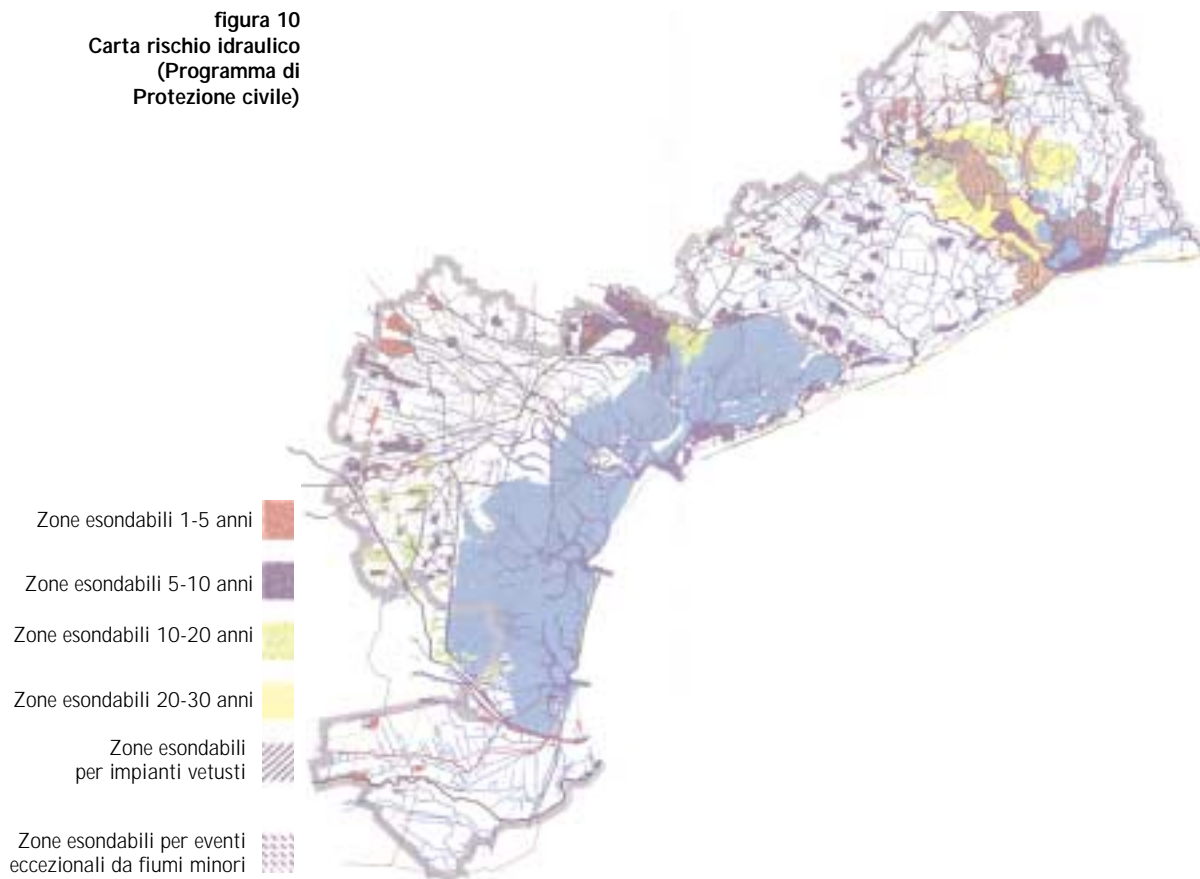 figura 10
Carta rischio idraulico
(Programma di
Protezione civile)
Zone esondabili 1-5 anni
Zone esondabili 5-10 anni
Zone esondabili 10-20 anni
Zone esondabili 20-30 anni
Zone esondabili
per impianti vetusti
Zone esondabili per eventi
eccezionali da fiumi minori